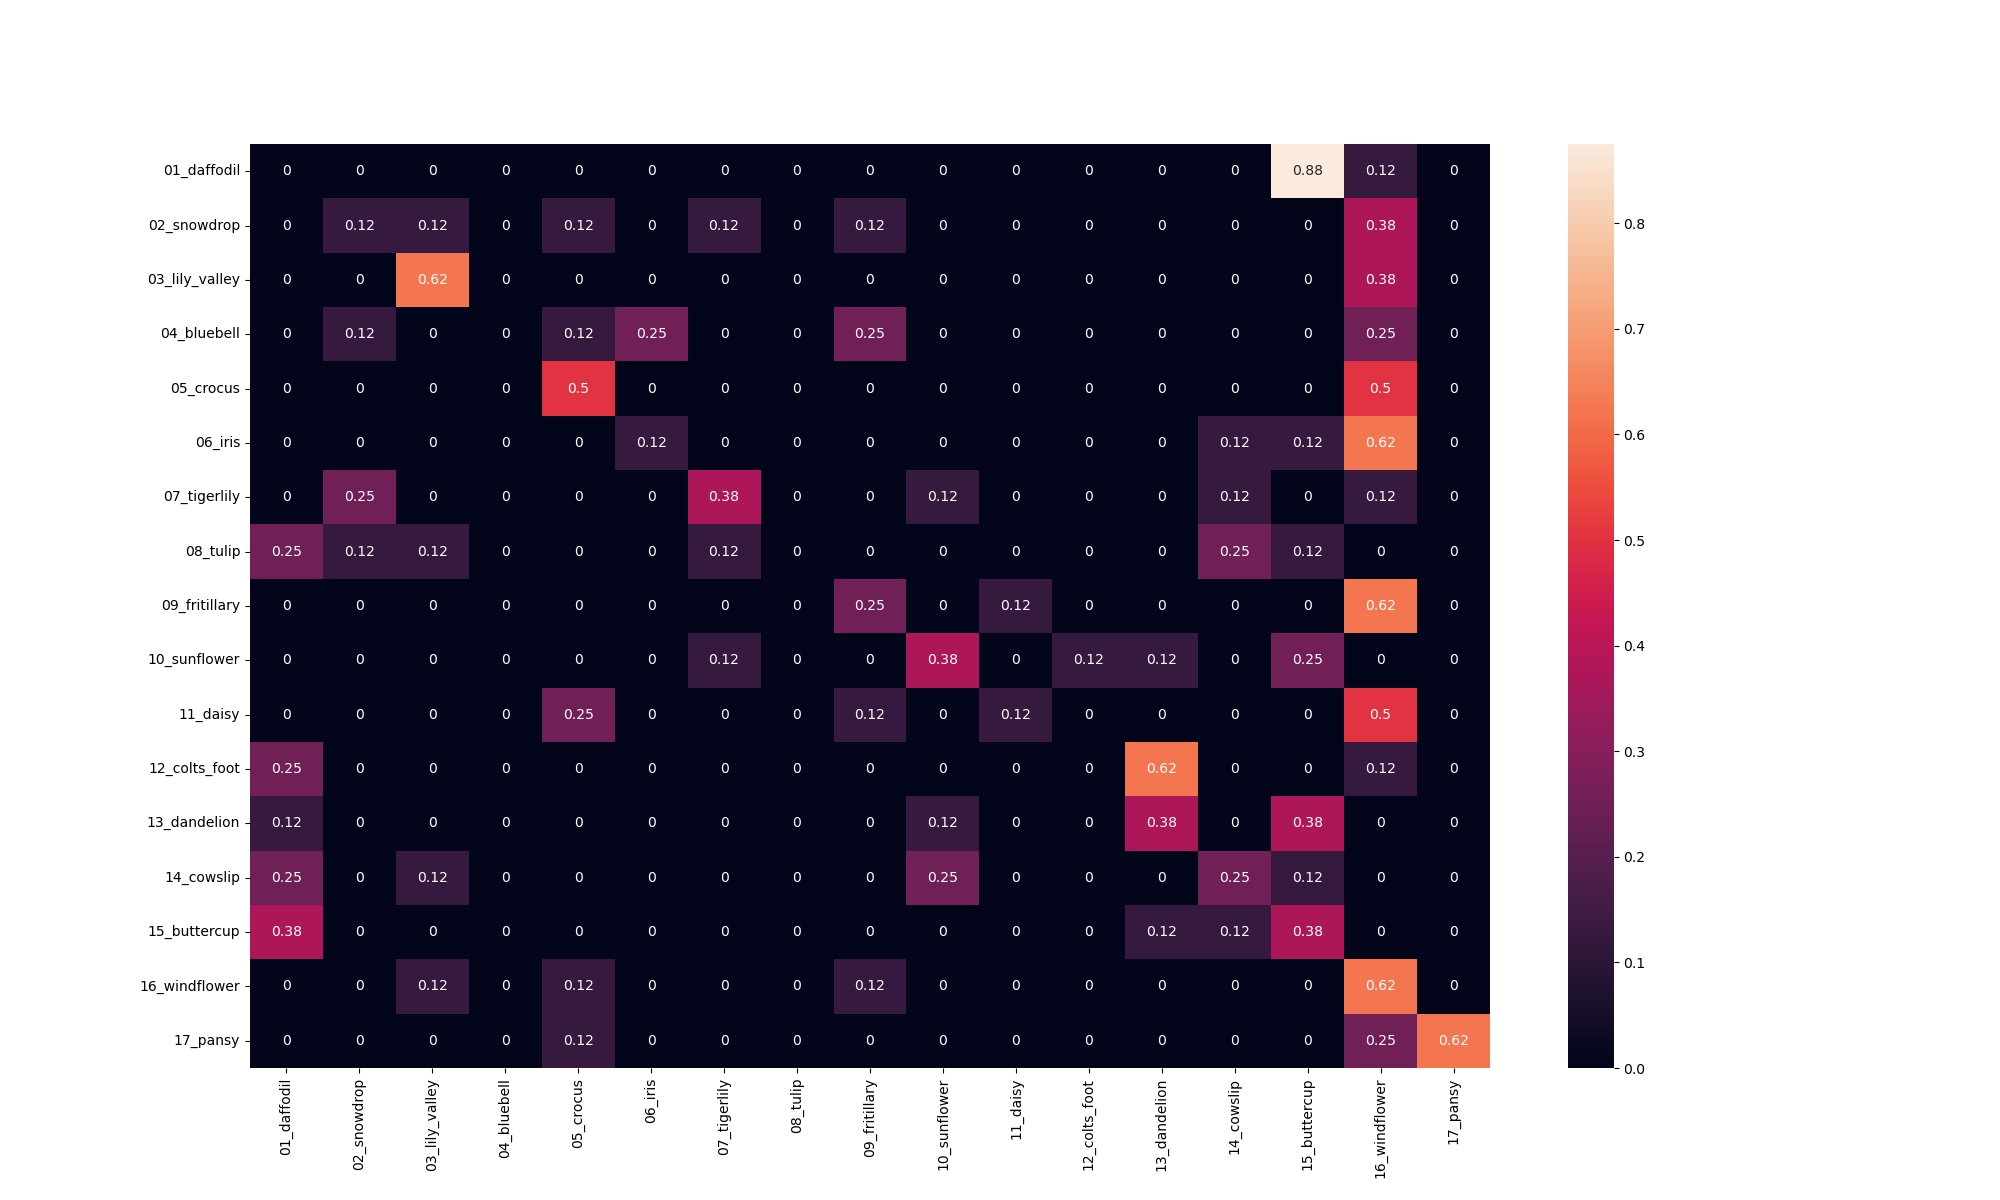 01_daffodil 0 0 0 0 0 0 0 0 0 0 0 0 0 0 0.88 0.12 0
02_snowdrop 0 0.12 0.12 0 0.12 0 0.12 0 0.12 0 0 0 0 0 0 0.38 0
03_lily_valley 0 0 0.62 0 0 0 0 0 0 0 0 0 0 0 0 0.38 0
04_bluebell 0 0.12 0 0 0.12 0.25 0 0 0.25 0 0 0 0 0 0 0.25 0
05_crocus 0 0 0 0 0.5 0 0 0 0 0 0 0 0 0 0 0.5 0
06_iris 0 0 0 0 0 0.12 0 0 0 0 0 0 0 0.12 0.12 0.62 0
07_tigerlily 0 0.25 0 0 0 0 0.38 0 0 0.12 0 0 0 0.12 0 0.12 0
08_tulip 0.25 0.12 0.12 0 0 0 0.12 0 0 0 0 0 0 0.25 0.12 0 0
09_fritillary 0 0 0 0 0 0 0 0 0.25 0 0.12 0 0 0 0 0.62 0
10_sunflower 0 0 0 0 0 0 0.12 0 0 0.38 0 0.12 0.12 0 0.25 0 0
11_daisy 0 0 0 0 0.25 0 0 0 0.12 0 0.12 0 0 0 0 0.5 0
12_colts_foot 0.25 0 0 0 0 0 0 0 0 0 0 0 0.62 0 0 0.12 0
13_dandelion 0.12 0 0 0 0 0 0 0 0 0.12 0 0 0.38 0 0.38 0 0
14_cowslip 0.25 0 0.12 0 0 0 0 0 0 0.25 0 0 0 0.25 0.12 0 0
15_buttercup 0.38 0 0 0 0 0 0 0 0 0 0 0 0.12 0.12 0.38 0 0
16_windflower 0 0 0.12 0 0.12 0 0 0 0.12 0 0 0 0 0 0 0.62 0
17_pansy 0 0 0 0 0.12 0 0 0 0 0 0 0 0 0 0 0.25 0.62
01_daffodil
02_snowdrop
03_lily_valley
04_bluebell
05_crocus
06_iris
07_tigerlily
08_tulip
09_fritillary
10_sunflower
11_daisy
12_colts_foot
13_dandelion
14_cowslip
15_buttercup
16_windflower
17_pansy
0.8
0.7
0.6
0.5
0.4
0.3
0.2
0.1
0.0